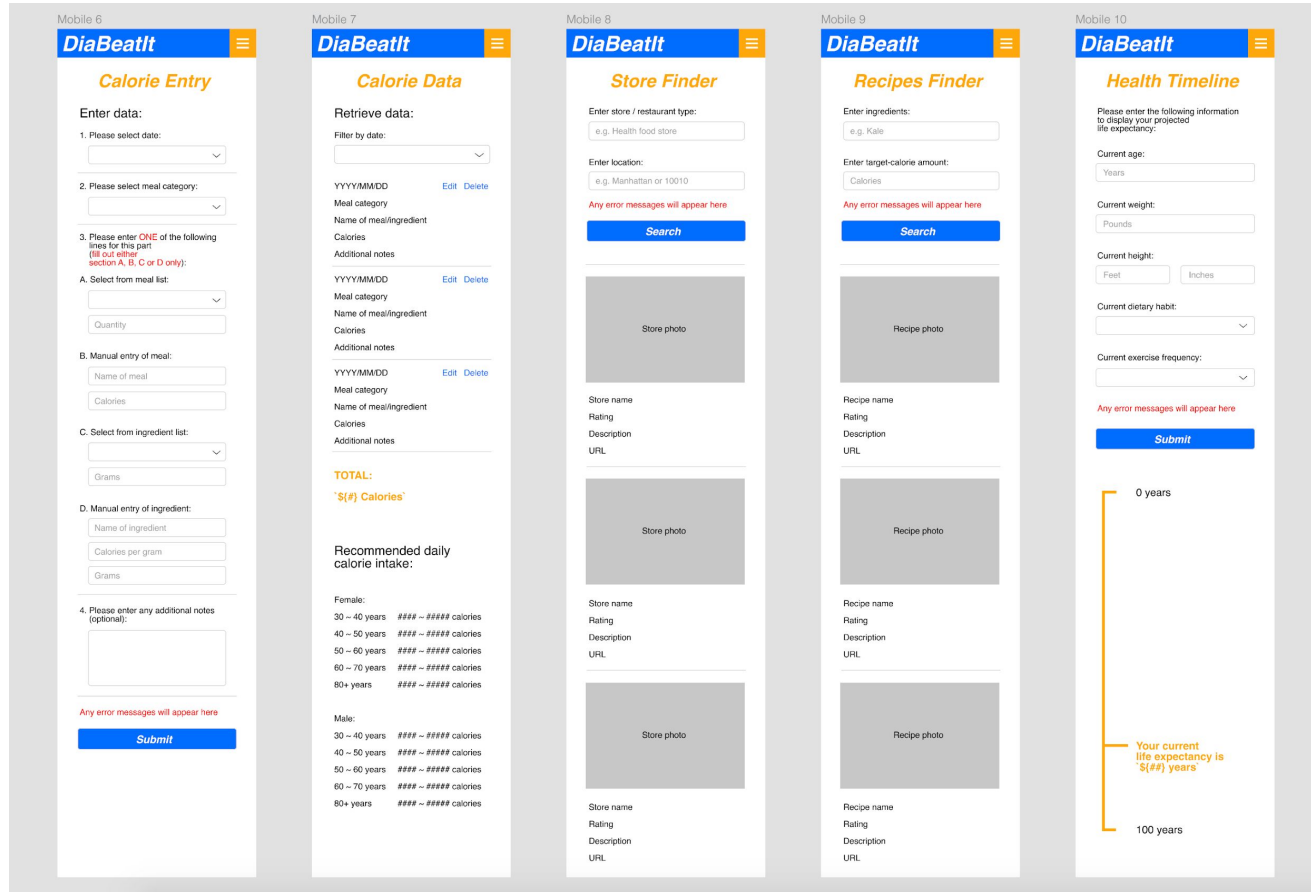 Mobile 6
DiaBeatIt
Calorie Entry
Enter data:
1. Please select date:
2. Please select meal category:
3. Please enter ONE of the following
lines for this part
(fill out either
section A, B, C or D only):
A. Select from meal list:
Quantity
B. Manual entry of meal:
Name of meal
Calories
C. Select from ingredient list:
Grams
D. Manual entry of ingredient:
Name of ingredient
Calories per gram
Grams
4. Please enter any additional notes
(optional):
Any error messages will appear here
Submit
Mobile 7
DiaBeatIt
Calorie Data
Retrieve data:
Filter by date:
YYYY/MM/DD Edit Delete
Meal category
Name of meal/ingredient
Calories
Additional notes
YYYY/MM/DD Edit Delete
Meal category
Name of meal/ingredient
Calories
Additional notes
YYYY/MM/DD Edit Delete
Meal category
Name of meal/ingredient
Calories
Additional notes
TOTAL:
`${#} Calories`
Recommended daily
calorie intake:
Female:
30 ~ 40 years #### ~ ##### calories
40 ~ 50 years #### ~ ##### calories
50 ~ 60 years #### ~ ##### calories
60 ~ 70 years #### ~ ##### calories
80+ years #### ~ ##### calories
Male:
30 ~ 40 years #### ~ ##### calories
40 ~ 50 years #### ~ ##### calories
50 ~ 60 years #### ~ ##### calories
60 ~ 70 years #### ~ ##### calories
80+ years #### ~ ##### calories
Mobile 8
DiaBeatIt
Store Finder
Enter store / restaurant type:
e.g. Health food store
Enter location:
e.g. Manhattan or 10010
Any error messages will appear here
Search
Store photo
Store name
Rating
Description
URL
Store photo
Store name
Rating
Description
URL
Store photo
Store name
Rating
Description
URL
Mobile 9
DiaBeatIt
Recipes Finder
Enter ingredients:
e.g. Kale
Enter target-calorie amount:
Calories
Any error messages will appear here
Search
Recipe photo
Recipe name
Rating
Description
URL
Recipe photo
Recipe name
Rating
Description
URL
Recipe photo
Recipe name
Rating
Description
URL
Mobile 10
DiaBeatIt
Health Timeline
Please enter the following information
to display your projected
life expectancy:
Current age:
Years
Current weight:
Pounds
Current height:
Feet Inches
Current dietary habit:
Current exercise frequency:
Any error messages will appear here
Submit
0 years
Your current
life expectancy is
`${##} years`
100 years